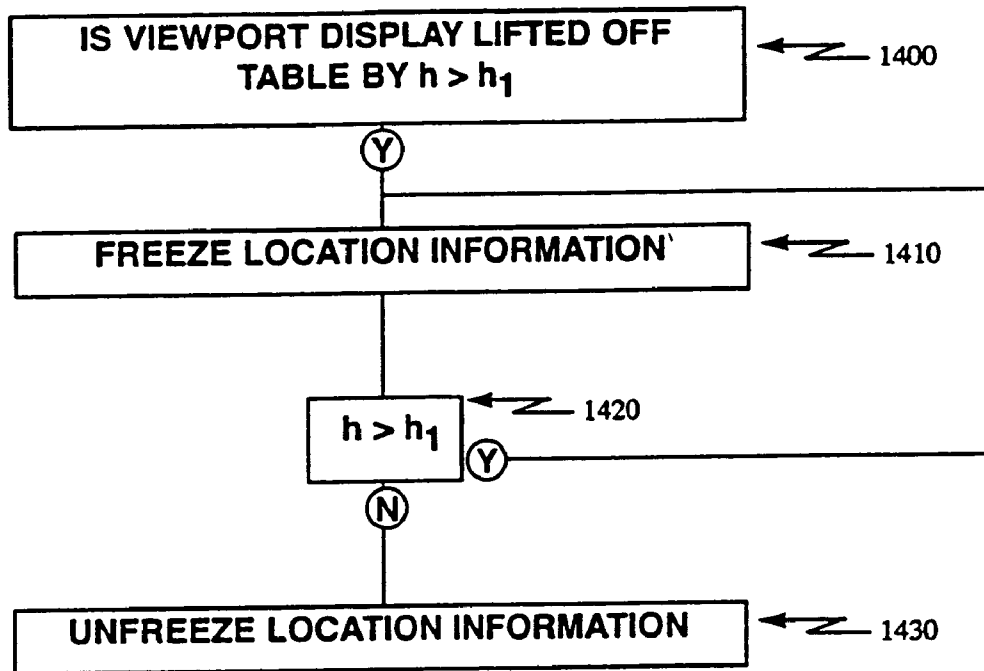 IS VIEWPORT DISPLAY LIFTED OFF
TABLE BY h > h1
1400
Y
FREEZE LOCATION INFORMATION
1410
1420
h > h1
Y
N
UNFREEZE LOCATION INFORMATION
1430